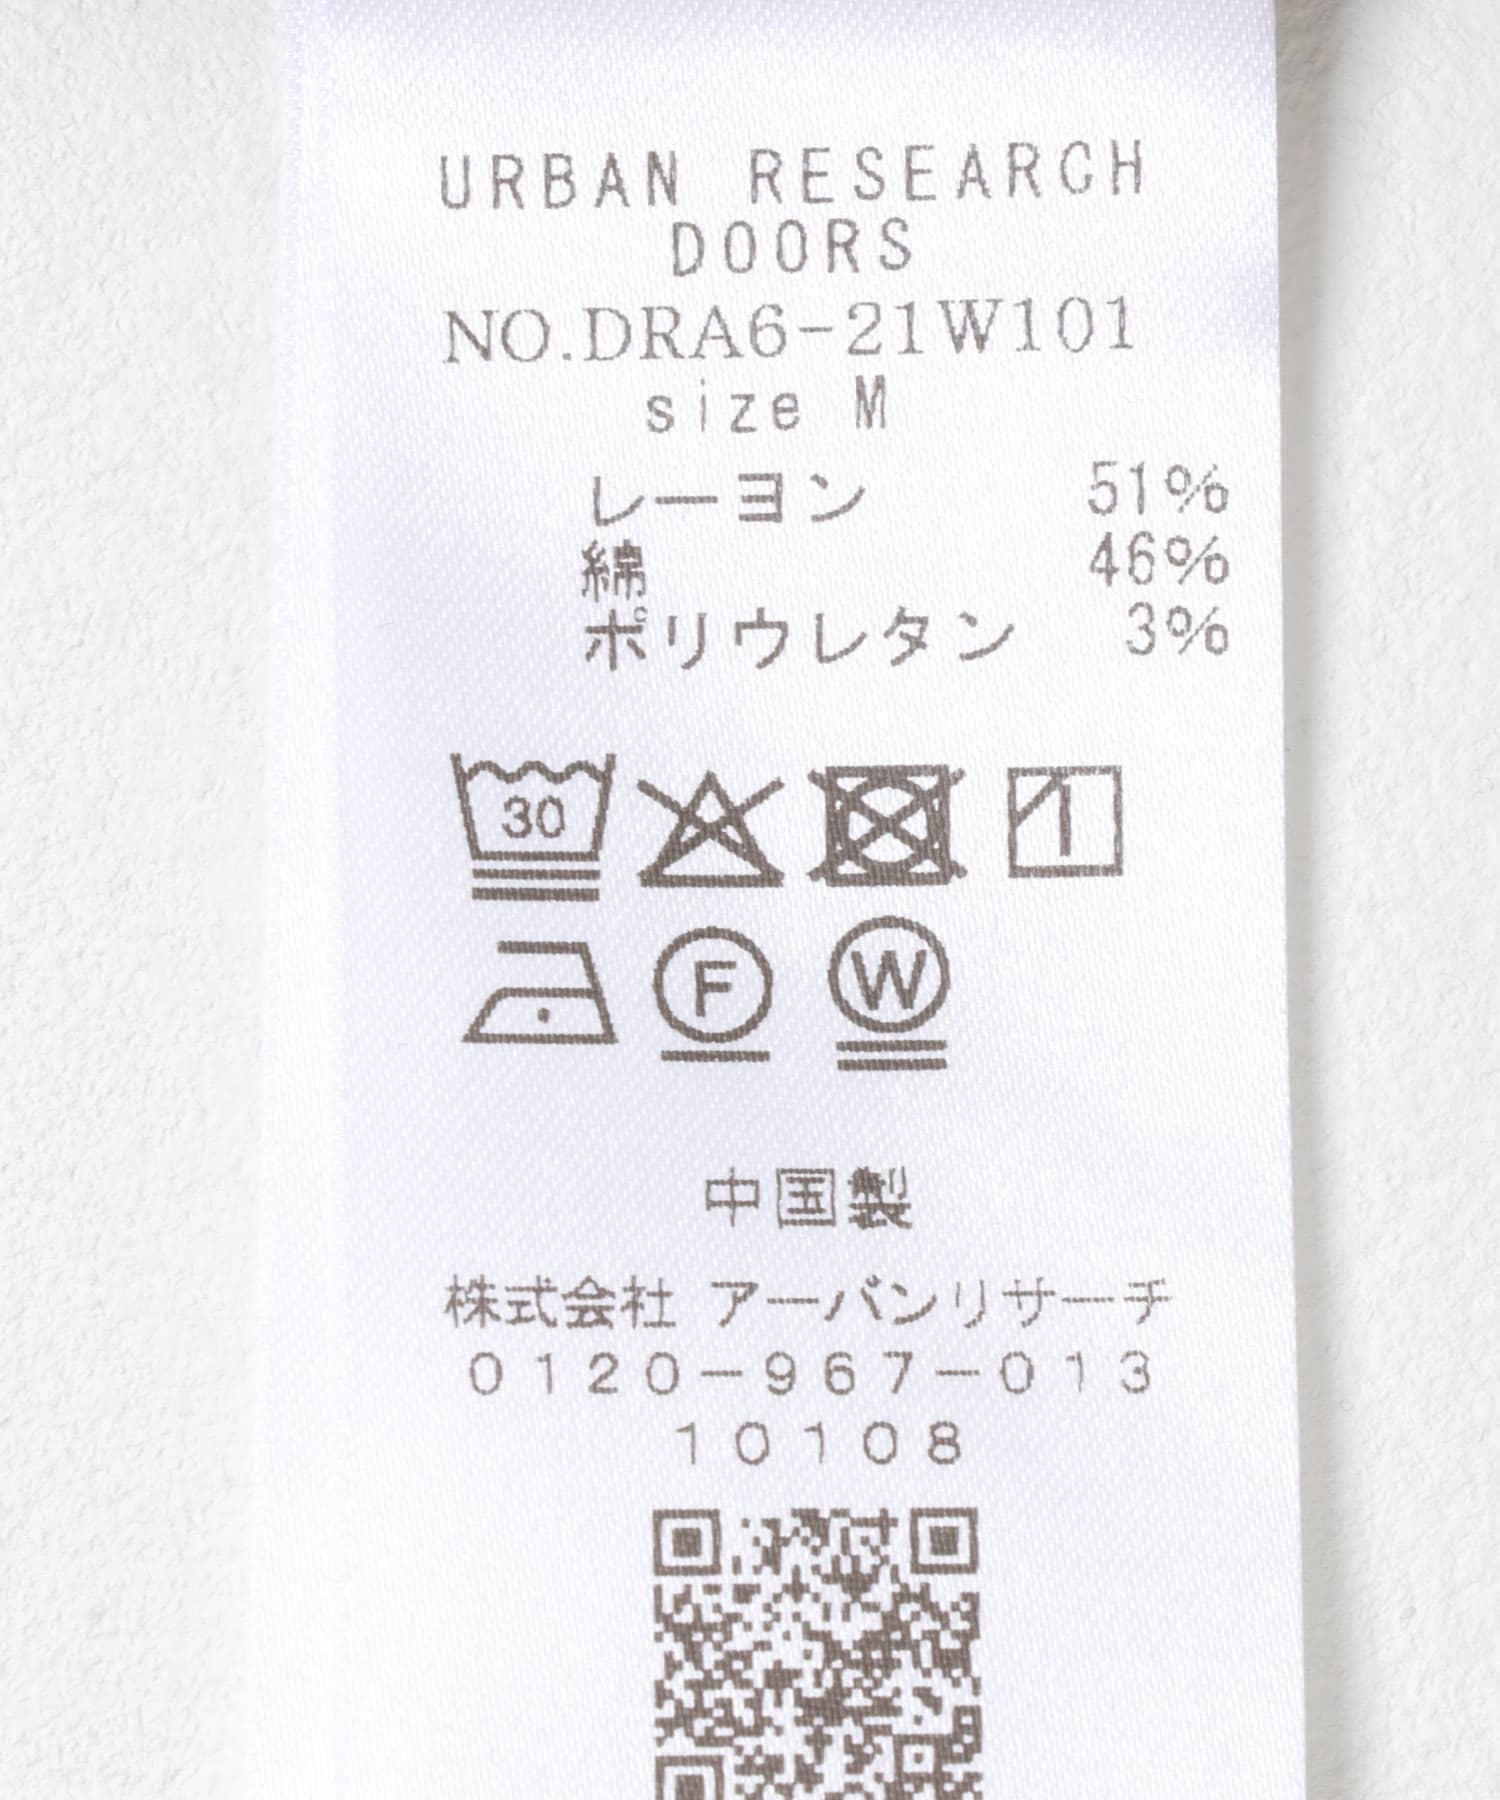 URBAN RESEARCH
DOORS
NO.DRA6-21W101
size M
レーヨン 51%
綿 46%
ポリウレタン 3%
30
F
W
中国製
株式会社 アーバンリサーチ
0120-967-013
10108